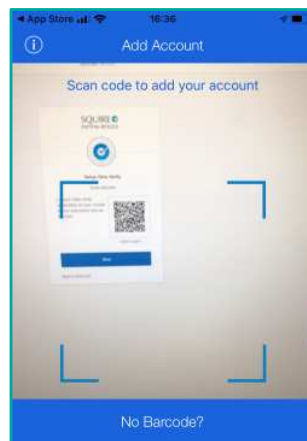 App Store
16:36
Add Account
Scan code to add your account
SQUIRE
Setup Okta Verify
Next
No Barcode?